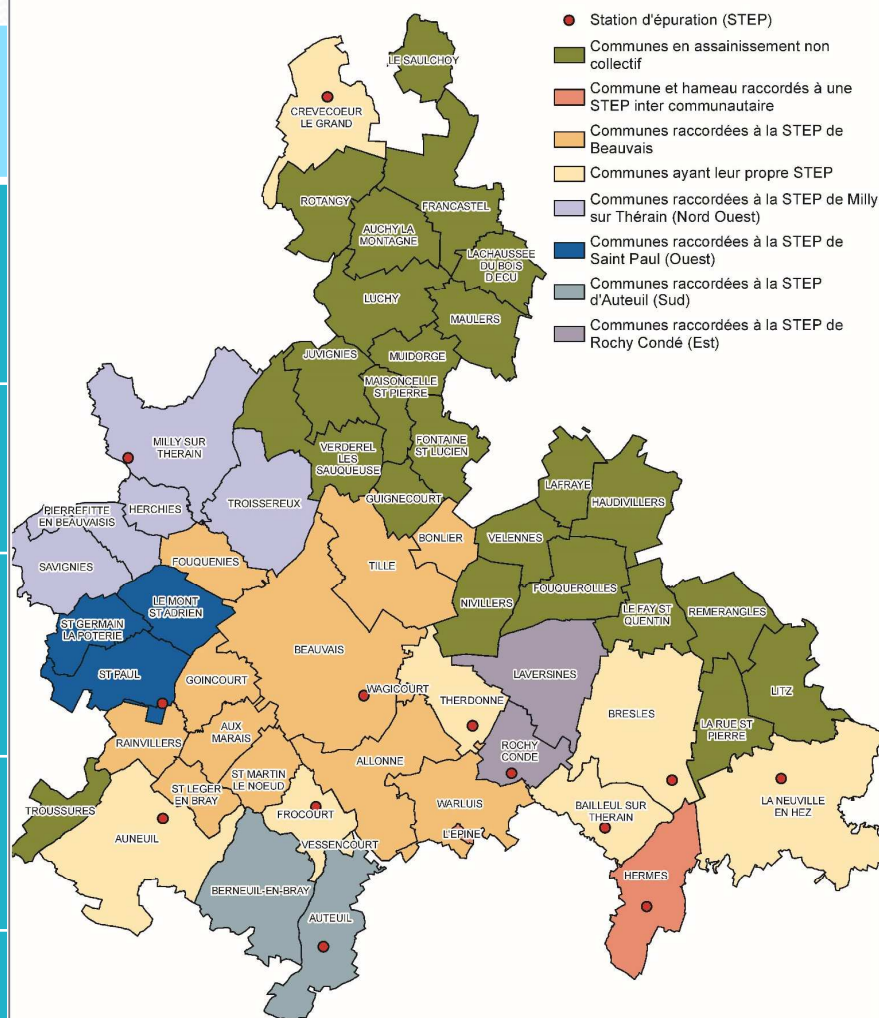 Station d'épuration (STEP)
Communes en assainissement non
collectif
Commune et hameau raccordés à une
STEP inter communautaire
Communes raccordées à la STEP de
Beauvais
Communes ayant leur propre STEP
Communes raccordées à la STEP de Milly
sur Thérain (Nord Ouest)
Communes raccordées à la STEP de
Saint Paul (Ouest)
Communes raccordées à la STEP
d'Auteuil (Sud)
Communes raccordées à la STEP de
Rochy Condé (Est)
LE SAULCHOY
CREVECOEUR
LE GRAND
ROTANGY
FRANCASTEL
AUCHY LA
MONTAGNE
LACHAUSSEE
DU BOIS
D'ECU
LUCHY
MAULERS
JUVIGNIES
MUIDORGE
MAISONCELLE
ST PIERRE
MILLY SUR
THERAIN
VERDEREL
LES
SAUQUEUSE
FONTAINE
ST LUCIEN
LAFRAYE
HAUDIVILLERS
TROISSEREUX
GUIGNECOURT
PIERREFITTE
EN BEAUVAISIS
HERCHIES
BONLIER
VELENNES
SAVIGNIES
FOUQUENIES
TILLE
FOUQUEROLLES
NIVILLERS
LE MONT
ST ADRIEN
LE FAY ST
QUENTIN
REMERANGLES
ST GERMAIN
LA POTERIE
BEAUVAIS
ST PAUL
GOINCOURT
WAGICOURT
THERDONNE
LAVERSINES
BRESLES
LITZ
LA RUE ST
PIERRE
RAINVILLERS
AUX
MARAIS
ROCHY
CONDE
ALLONNE
ST LEGER
EN BRAY
ST MARTIN
LE NOEUD
WARLUIS
TROUSSURES
FROCOURT
BAILLEUL SUR
THERAIN
LA NEUVILLE
EN HEZ
AUNEUIL
L'EPINE
VESSENCOURT
HERMES
BERNEUIL-EN-BRAY
AUTEUIL